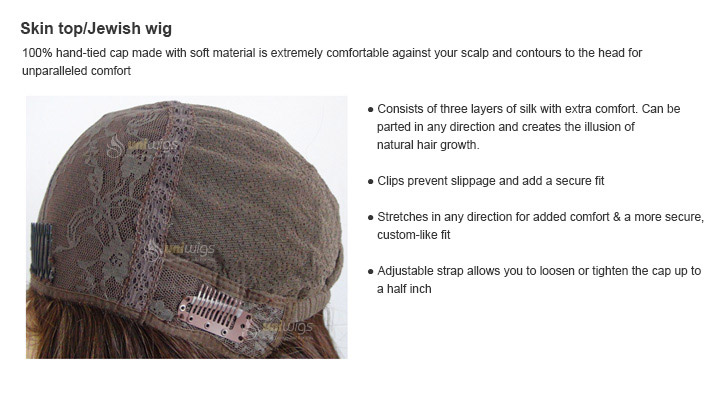 Skin top/Jewish wig
100% hand-tied cap made with soft material is extremely comfortable against your scalp and contours to the head for
unparalleled comfort
● Consists of three layers of silk with extra comfort. Can be
parted in any direction and creates the illusion of
natural hair growth.
● Clips prevent slippage and add a secure fit
● Stretches in any direction for added comfort & a more secure,
custom-like fit
● Adjustable strap allows you to loosen or tighten the cap up to
a half inch
uniwigs
uniwigs
uniwigs